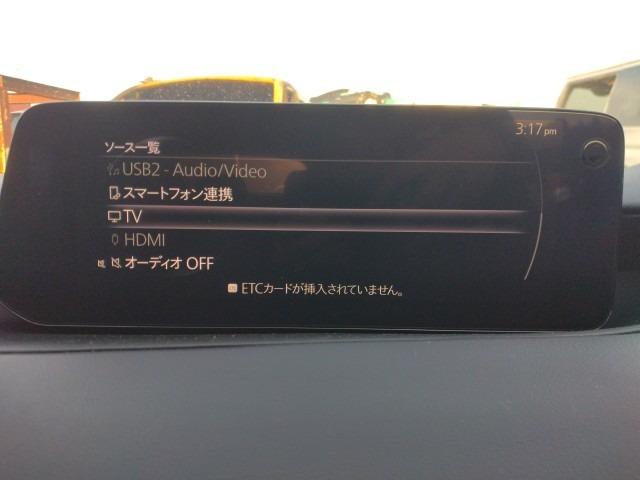 3:17 pm
ソース一覧
USB2 - Audio/Video
スマートフォン連携
TV
HDMI
オーディオ OFF
ETCカードが挿入されていません。